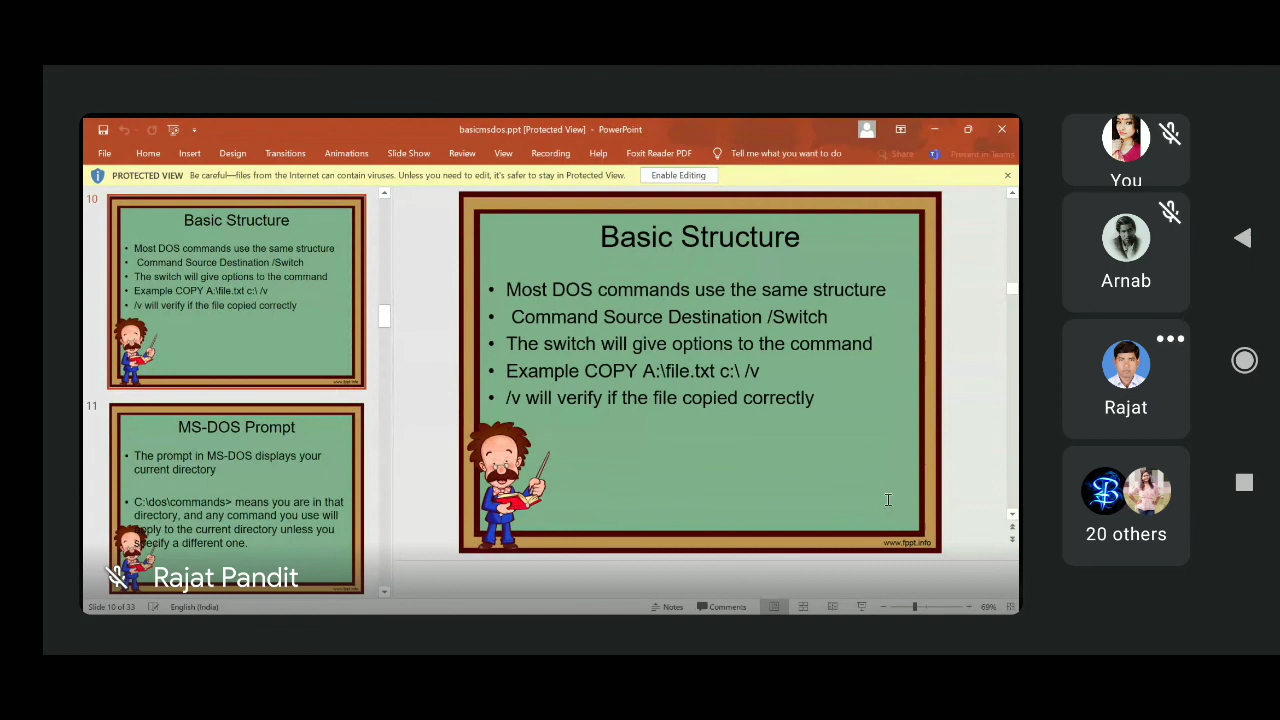 basicmsdos.ppt [Protected View] - PowerPoint
File Home Insert Design Transitions Animations Slide Show Review View Recording Help Foxit Reader PDF Tell me what you want to do Share Present in Teams
PROTECTED VIEW Be careful—files from the Internet can contain viruses. Unless you need to edit, it's safer to stay in Protected View. Enable Editing
10
Basic Structure
• Most DOS commands use the same structure
• Command Source Destination /Switch
• The switch will give options to the command
• Example COPY A:\file.txt c:\ /v
• /v will verify if the file copied correctly
www.fppt.info
11
MS-DOS Prompt
• The prompt in MS-DOS displays your
current directory
• C:\dos\commands> means you are in that
directory, and any command you use will
apply to the current directory unless you
specify a different one.
Rajat Pandit
Basic Structure
• Most DOS commands use the same structure
• Command Source Destination /Switch
• The switch will give options to the command
• Example COPY A:\file.txt c:\ /v
• /v will verify if the file copied correctly
www.fppt.info
Slide 10 of 33 English (India) Notes Comments 69%
You
Arnab
Rajat
20 others